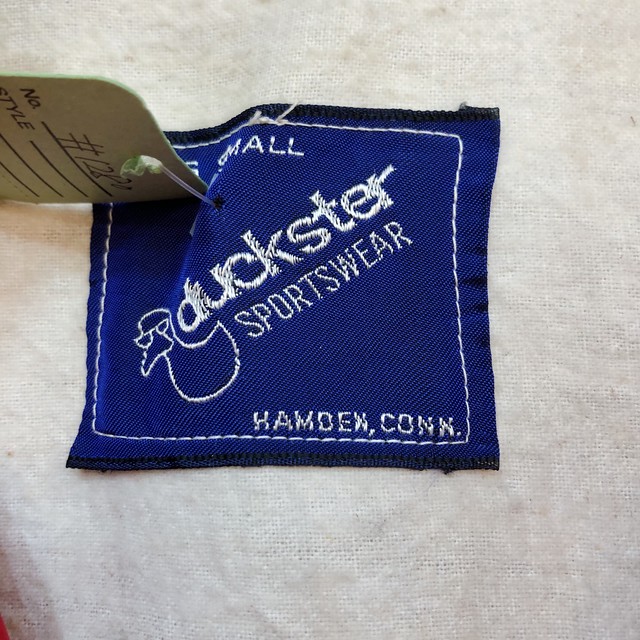 No.
STYLE
SMALL
duckster
SPORTSWEAR
HAMDEN, CONN.